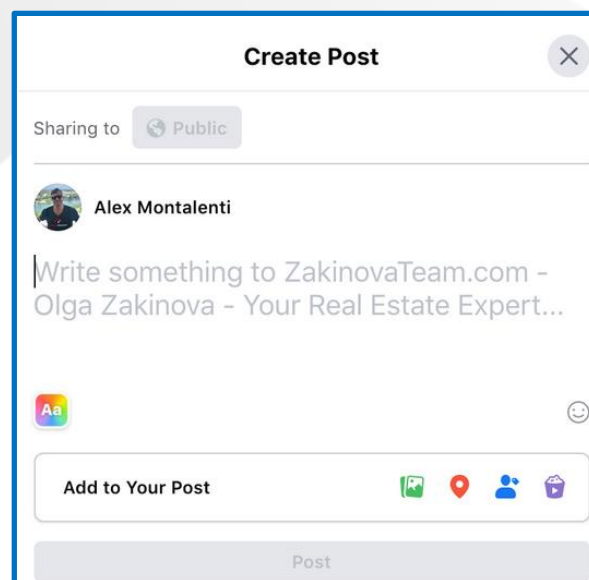 Create Post
Sharing to Public
Alex Montalenti
Write something to ZakinovaTeam.com -
Olga Zakinova - Your Real Estate Expert...
Aa
Add to Your Post
Post